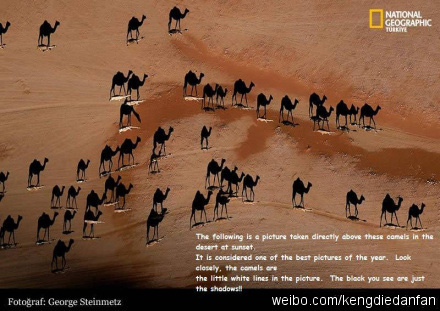 NATIONAL
GEOGRAPHIC
TÜRKİYE
The following is a picture taken directly above these camels in the
desert at sunset.
It is considered one of the best pictures of the year. Look
closely, the camels are
the little white lines in the picture. The black you see are just
the shadows!!
Fotoğraf: George Steinmetz
weibo.com/kengdiedanfan